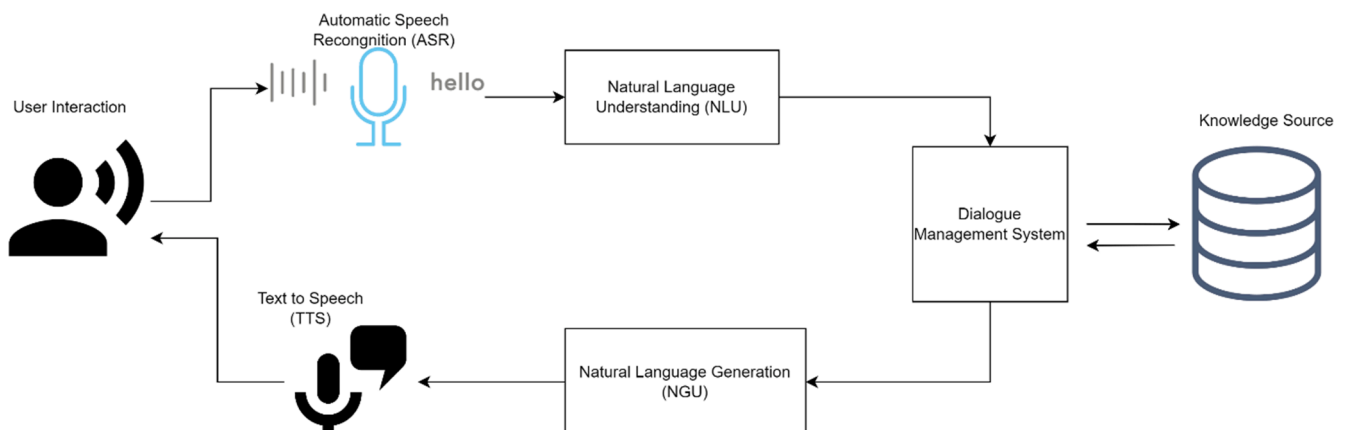 Automatic Speech
Recongnition (ASR)
hello
User Interaction
Natural Language
Understanding (NLU)
Knowledge Source
Dialogue
Management System
Text to Speech
(TTS)
Natural Language Generation
(NGU)